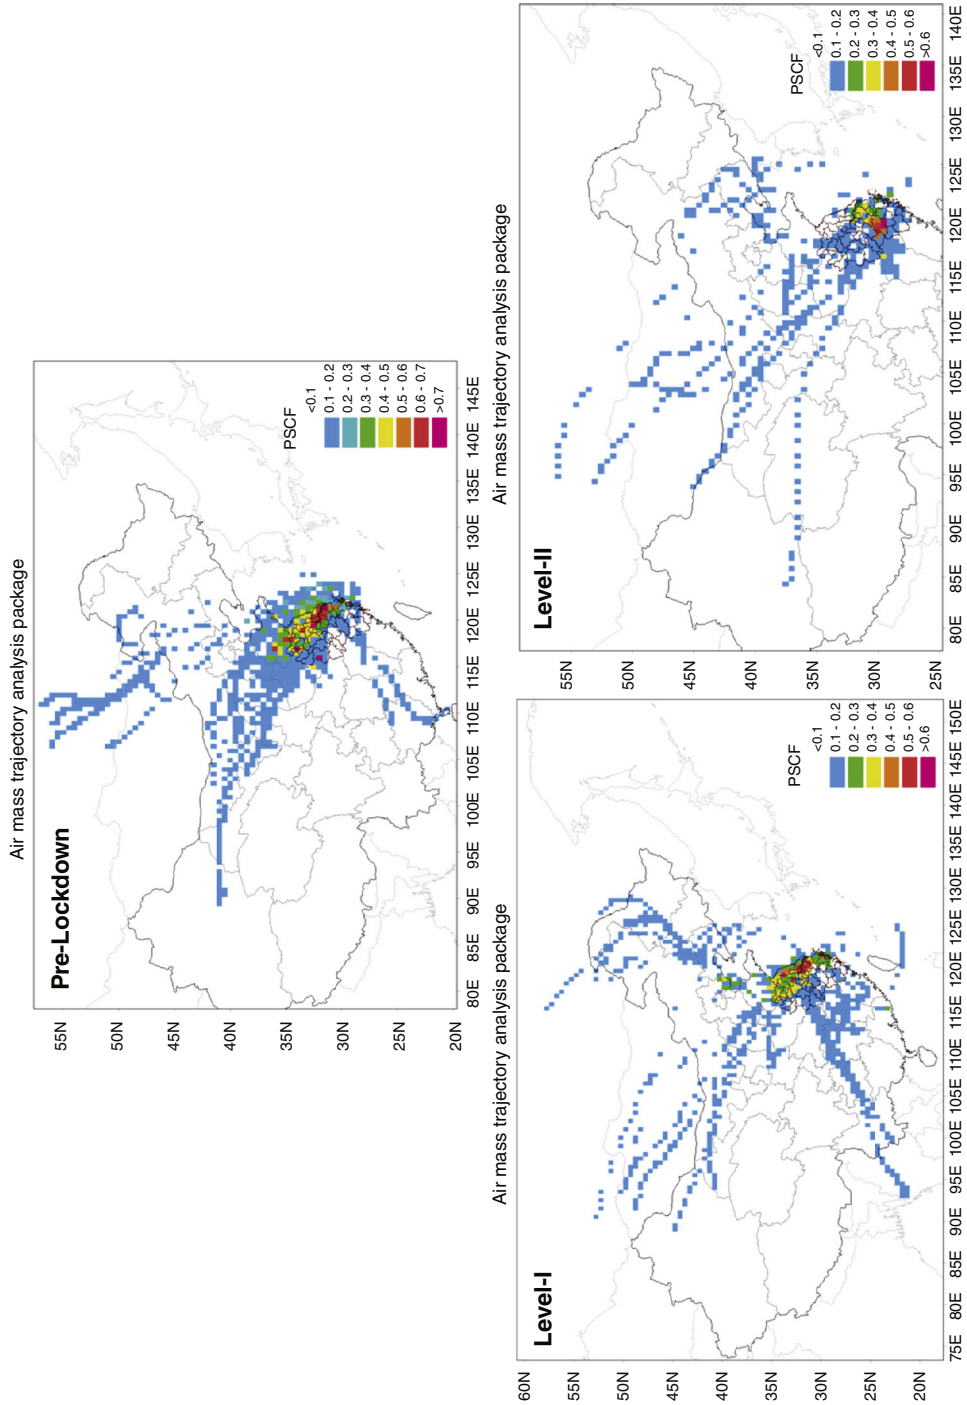 Air mass trajectory analysis package
Pre-Lockdown
55N
50N
45N
40N
35N
30N
25N
20N
80E 85E 90E 95E 100E 105E 110E 115E 120E 125E 130E 135E 140E 145E
PSCF
<0.1
0.1 - 0.2
0.2 - 0.3
0.3 - 0.4
0.4 - 0.5
0.5 - 0.6
0.6 - 0.7
>0.7
Air mass trajectory analysis package
Level-I
60N
55N
50N
45N
40N
35N
30N
25N
20N
75E 80E 85E 90E 95E 100E 105E 110E 115E 120E 125E 130E 135E 140E 145E 150E
PSCF
<0.1
0.1 - 0.2
0.2 - 0.3
0.3 - 0.4
0.4 - 0.5
0.5 - 0.6
>0.6
Air mass trajectory analysis package
Level-II
55N
50N
45N
40N
35N
30N
25N
80E 85E 90E 95E 100E 105E 110E 115E 120E 125E 130E 135E 140E
PSCF
<0.1
0.1 - 0.2
0.2 - 0.3
0.3 - 0.4
0.4 - 0.5
0.5 - 0.6
>0.6